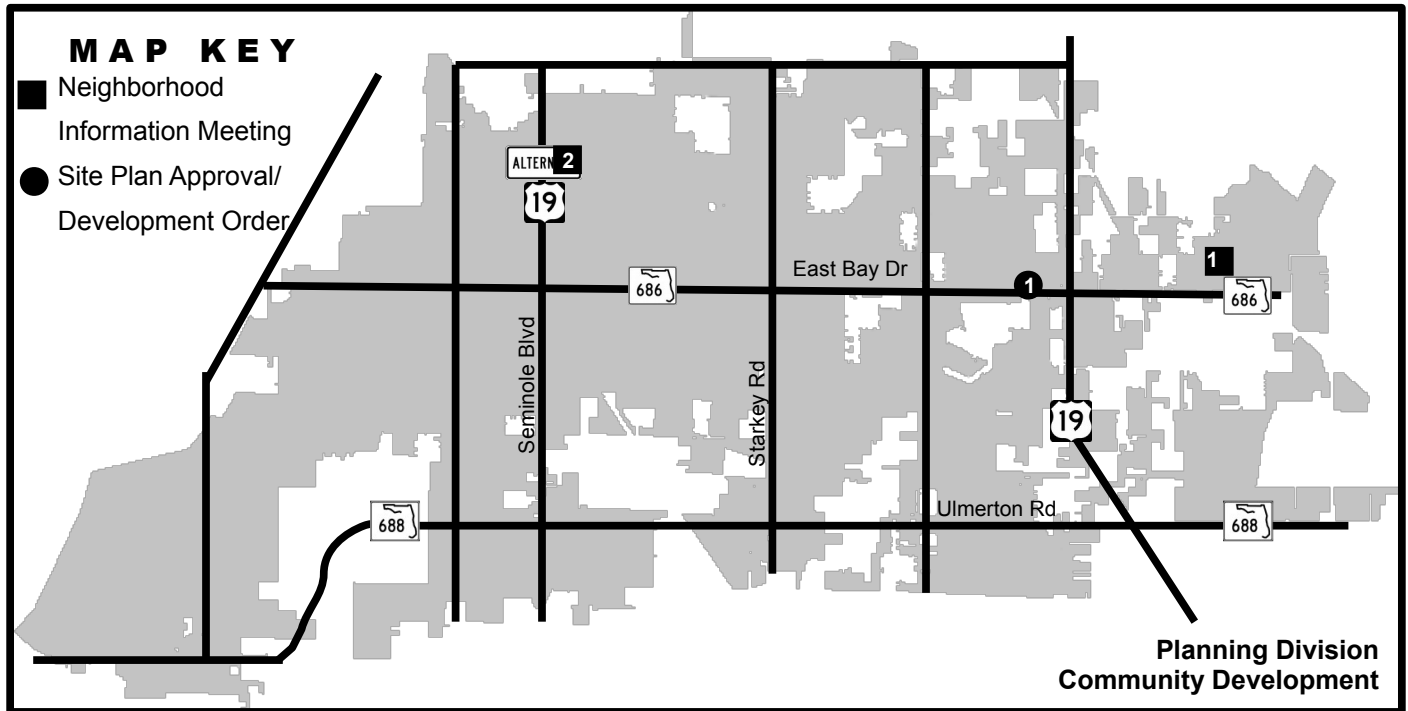 MAP KEY
Neighborhood
Information Meeting
Site Plan Approval/
Development Order
ALTERN
2
19
686
East Bay Dr
1
1
686
Seminole Blvd
Starkey Rd
19
688
Ulmerton Rd
688
Planning Division
Community Development